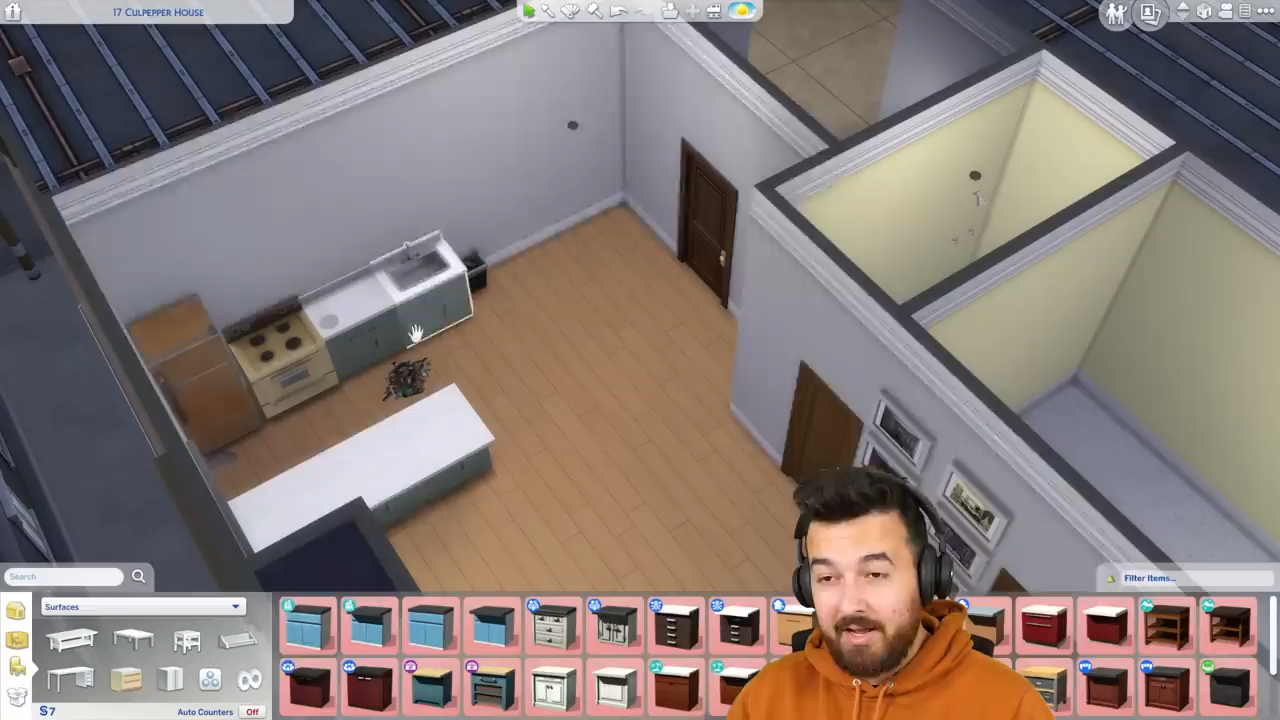 17 Culpepper House
Search
Filter Items...
Surfaces
$7
Auto Counters
Off